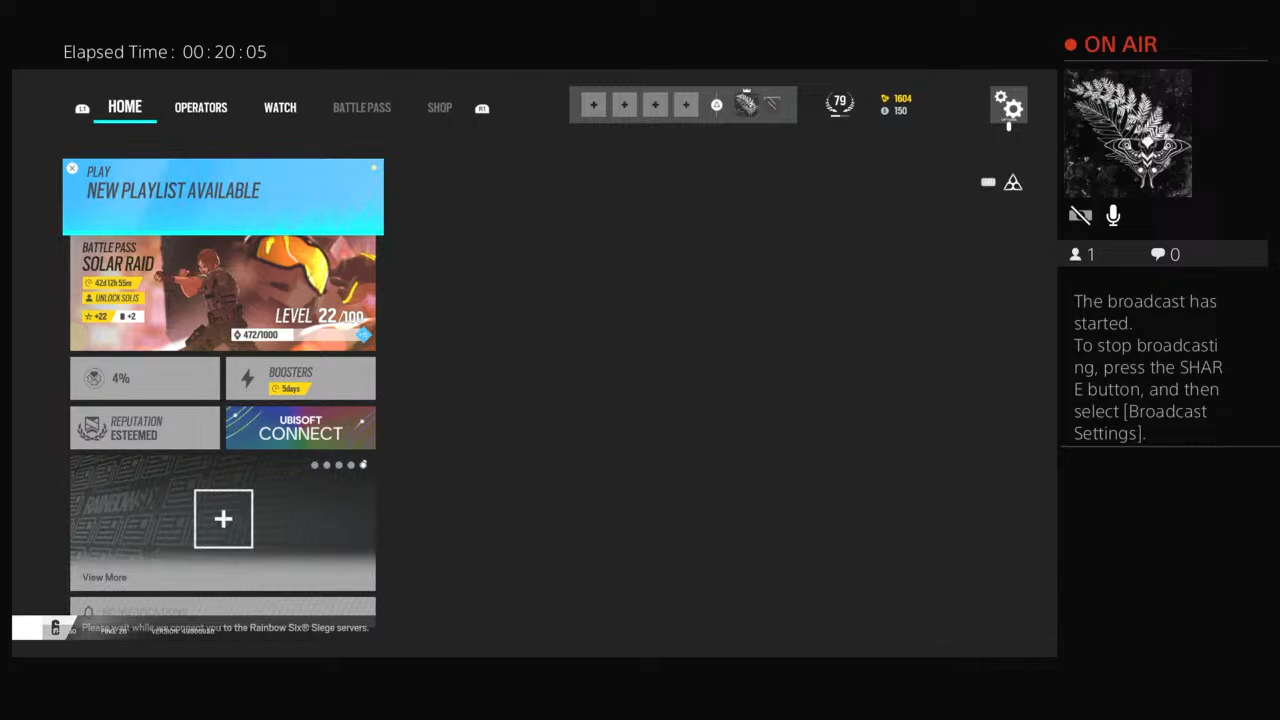 Elapsed Time: 00:20:05
ON AIR
L1 HOME OPERATORS WATCH BATTLE PASS SHOP R1
79
1604
150
PLAY
NEW PLAYLIST AVAILABLE
BATTLE PASS
SOLAR RAID
42d 12h 55m
UNLOCK SOLIS
+22 +2
LEVEL 22/100
472/1000
4%
BOOSTERS
5days
REPUTATION
ESTEEMED
UBISOFT
CONNECT
View More
NO NOTIFICATIONS
Please wait while we connect you to the Rainbow Six® Siege servers.
1 0
The broadcast has
started.
To stop broadcasti
ng, press the SHAR
E button, and then
select [Broadcast
Settings].